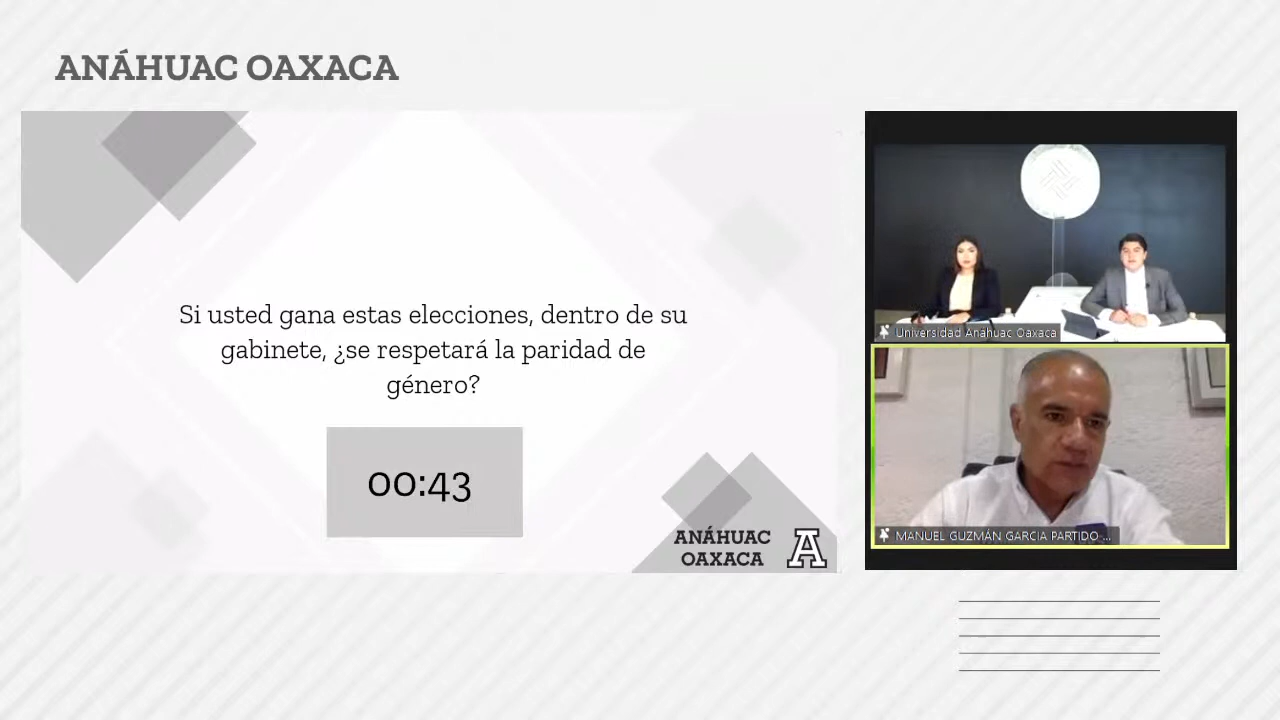 ANÁHUAC OAXACA
Si usted gana estas elecciones, dentro de su
gabinete, ¿se respetará la paridad de
género?
00:43
ANÁHUAC
OAXACA
A
Universidad Anáhuac Oaxaca
MANUEL GUZMÁN GARCIA PARTIDO ...